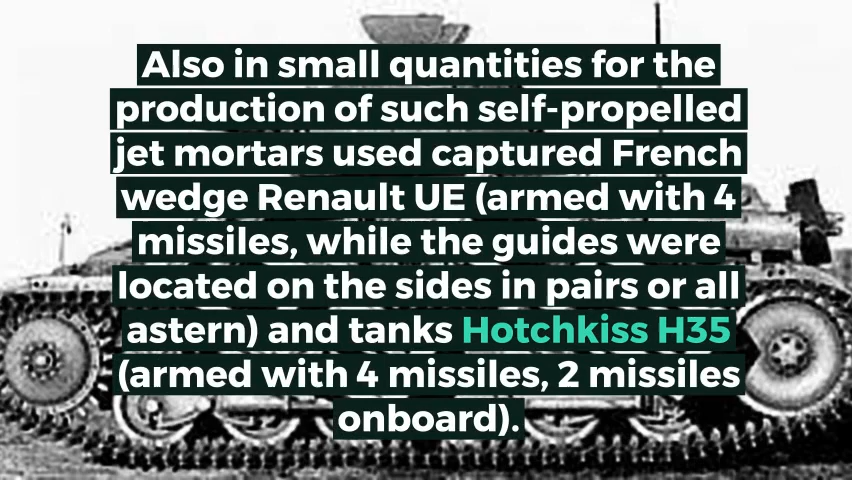 Also in small quantities for the
production of such self-propelled
jet mortars used captured French
wedge Renault UE (armed with 4
missiles, while the guides were
located on the sides in pairs or all
astern) and tanks Hotchkiss H35
(armed with 4 missiles, 2 missiles
onboard).